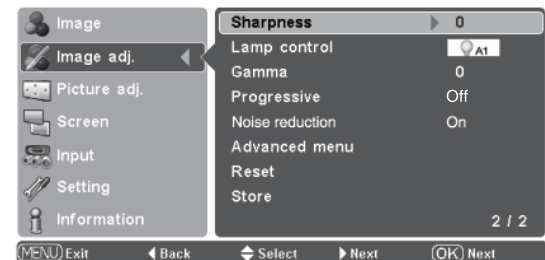 Image
Image adj.
Picture adj.
Screen
Input
Setting
Information
Sharpness 0
Lamp control A1
Gamma 0
Progressive Off
Noise reduction On
Advanced menu
Reset
Store
2 / 2
MENU Exit Back Select Next OK Next